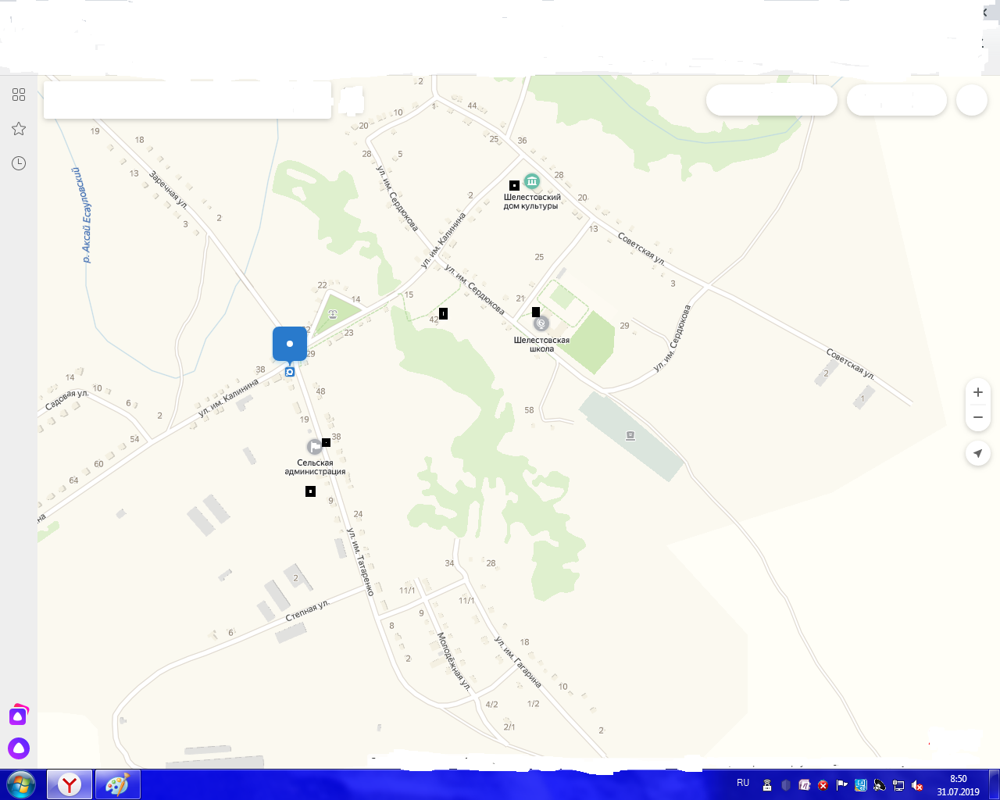 2
44
1
10
20
25
36
19
18
28
5
13
28
Заречная ул.
ул. им. Сердюкова
2
20
Шелестовский
дом культуры
р. Аксай Есауловский
2
3
13
ул. им. Калинина
Советская ул.
25
ул. им. Сердюкова
3
22
14
15
21
42
23
29
ул. им. Сердюкова
Шелестовская
школа
29
38
Советская ул.
2
14
10
Садовая ул.
6
2
ул. им. Калинина
48
1
58
19
54
38
60
Сельская
администрация
64
9
24
ул. им. Татаренко
34
28
2
11/1
11/1
Степная ул.
9
6
8
Молодёжная ул.
ул. им. Гагарина
18
2
10
4/2
1/2
2/1
2
RU
8:50
31.07.2019